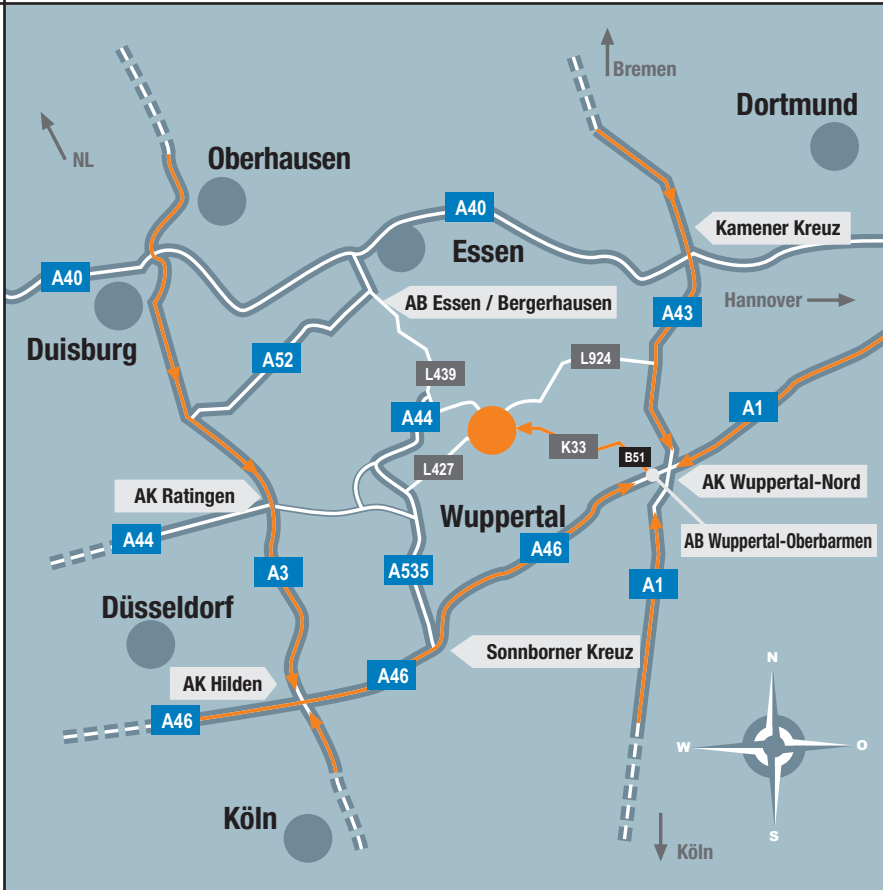 Bremen
Dortmund
NL
Oberhausen
A40
Kamener Kreuz
Essen
A40
AB Essen / Bergerhausen
Hannover
A43
Duisburg
A52
L924
L439
A44
A1
K33
B51
L427
AK Ratingen
AK Wuppertal-Nord
Wuppertal
A44
A46
AB Wuppertal-Oberbarmen
A3
A535
A1
Düsseldorf
Sonnborner Kreuz
AK Hilden
A46
A46
N
W
O
S
Köln
Köln